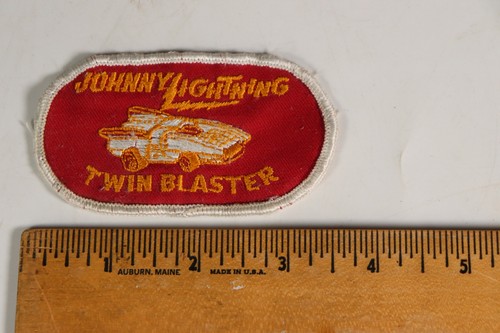 JOHNNY LIGHTNING
TWIN BLASTER
1 2 3 4 5
AUBURN, MAINE MADE IN U.S.A.